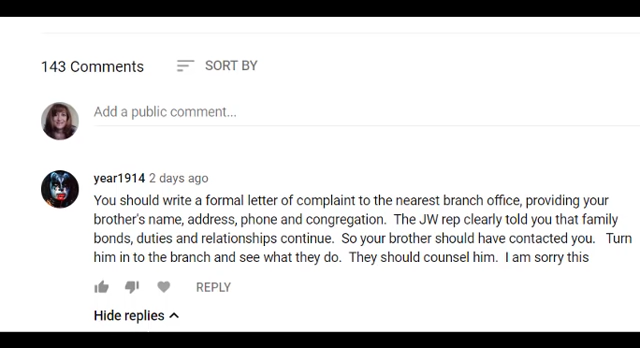 143 Comments SORT BY
Add a public comment...
year1914 2 days ago
You should write a formal letter of complaint to the nearest branch office, providing your
brother's name, address, phone and congregation. The JW rep clearly told you that family
bonds, duties and relationships continue. So your brother should have contacted you. Turn
him in to the branch and see what they do. They should counsel him. I am sorry this
REPLY
Hide replies